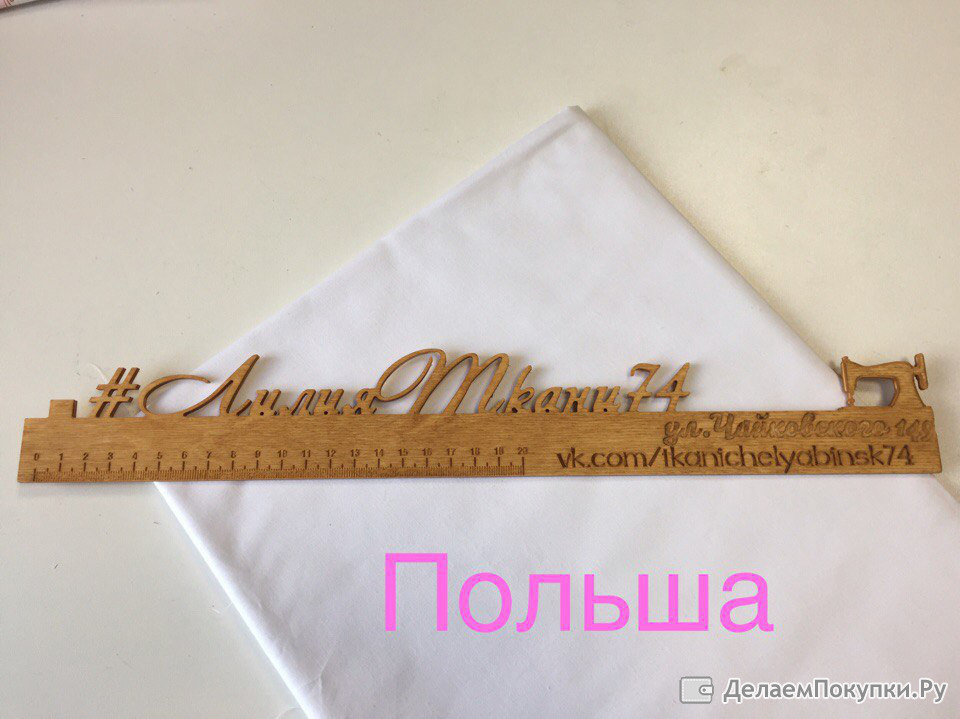 #ЛилияТкани74
ул.Чайковского
0 1 2 3 4 5 6 7 8 9 10 11 12 13 14 15 16 17 18 19 20
vk.com/tkanichelyabinsk74
Польша
ДелаемПокупки.Ру